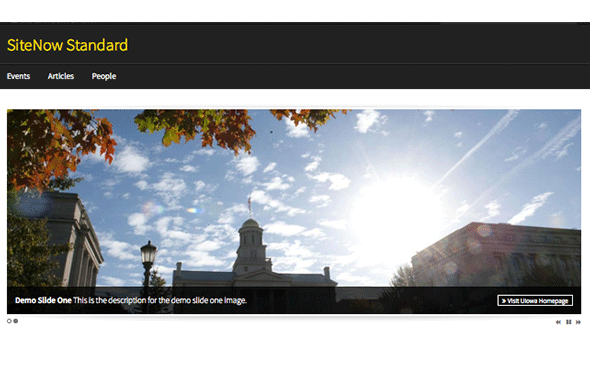 SiteNow Standard
Events Articles People
Demo Slide One This is the description for the demo slide one image.
» Visit UIowa Homepage